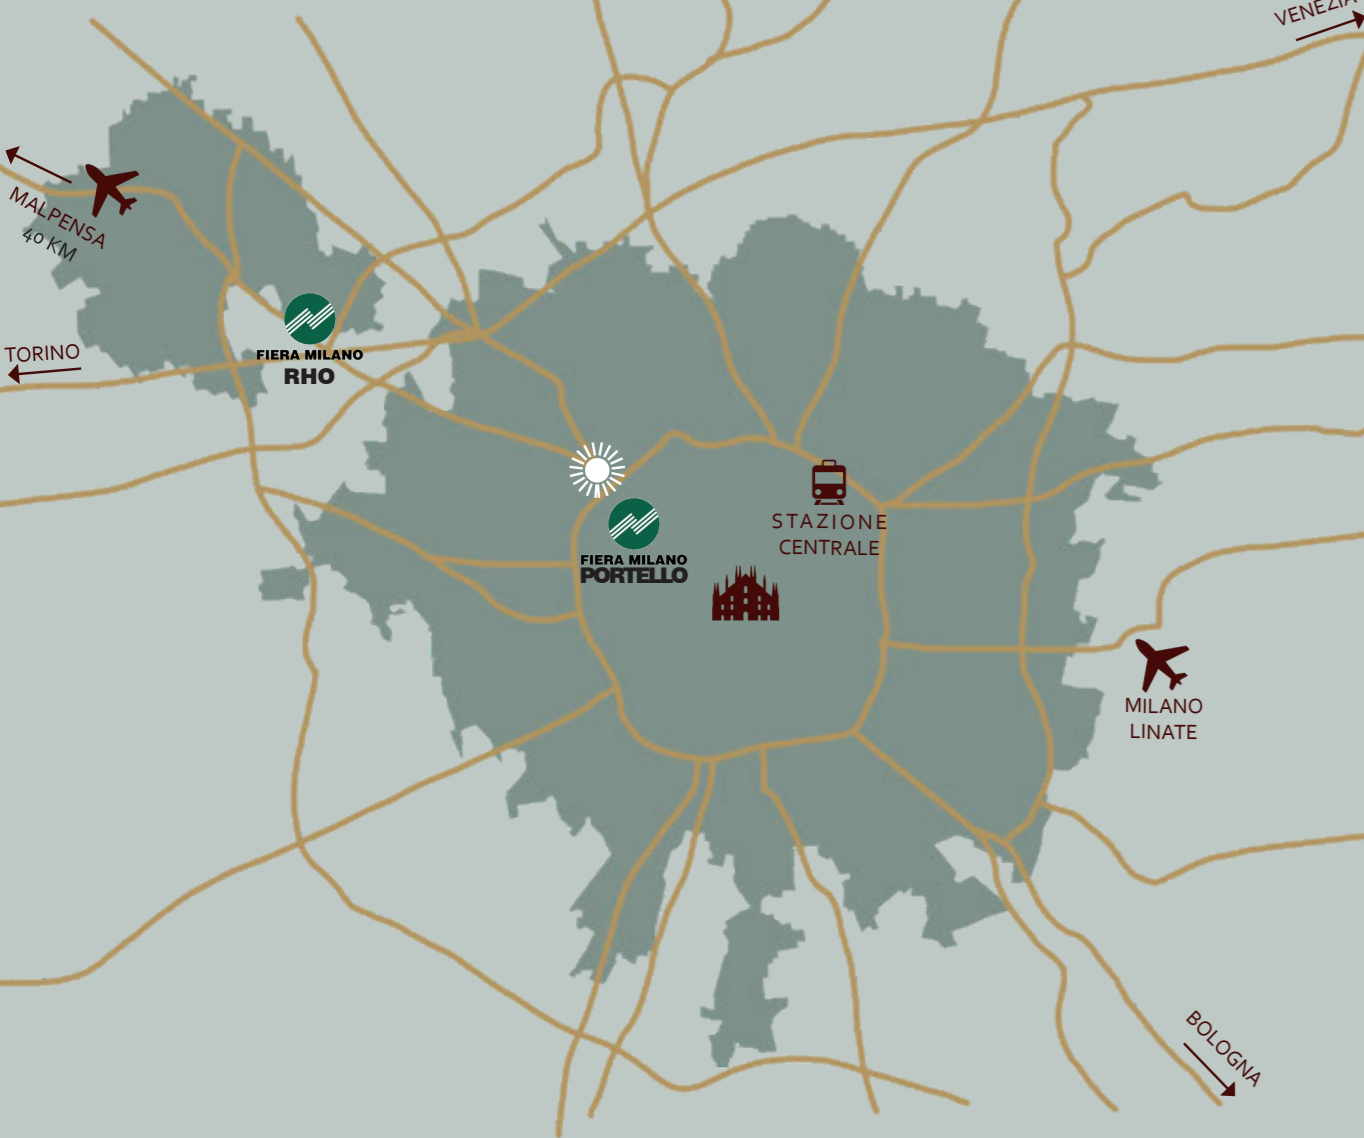 VENEZIA
MALPENSA
40 KM
TORINO
FIERA MILANO
RHO
STAZIONE
CENTRALE
FIERA MILANO
PORTELLO
MILANO
LINATE
BOLOGNA